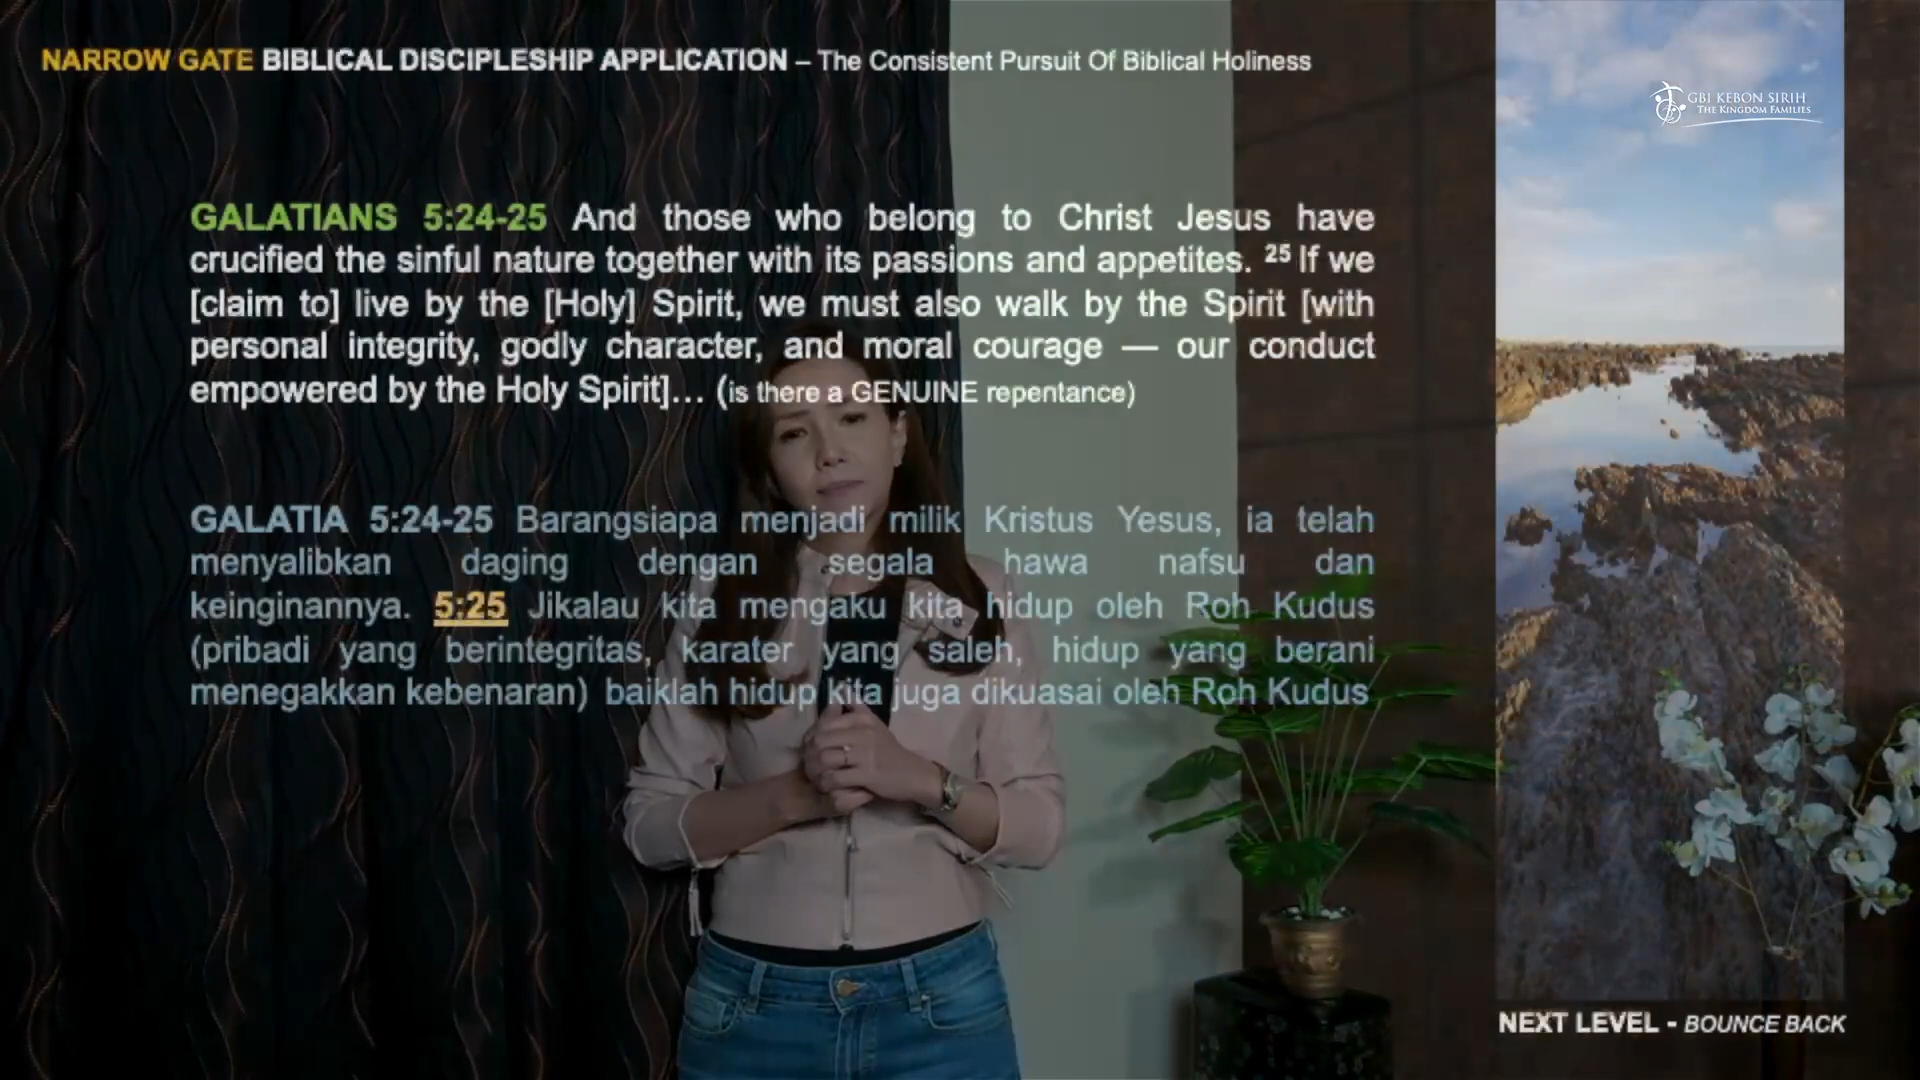 NARROW GATE BIBLICAL DISCIPLESHIP APPLICATION – The Consistent Pursuit Of Biblical Holiness
GBI KEBON SIRIH
THE KINGDOM FAMILIES
GALATIANS 5:24-25 And those who belong to Christ Jesus have
crucified the sinful nature together with its passions and appetites. 25 If we
[claim to] live by the [Holy] Spirit, we must also walk by the Spirit [with
personal integrity, godly character, and moral courage — our conduct
empowered by the Holy Spirit]… (is there a GENUINE repentance)
GALATIA 5:24-25 Barangsiapa menjadi milik Kristus Yesus, ia telah
menyalibkan daging dengan segala hawa nafsu dan
keinginannya. 5:25 Jikalau kita mengaku kita hidup oleh Roh Kudus
(pribadi yang berintegritas, karater yang saleh, hidup yang berani
menegakkan kebenaran) baiklah hidup kita juga dikuasai oleh Roh Kudus
NEXT LEVEL - BOUNCE BACK